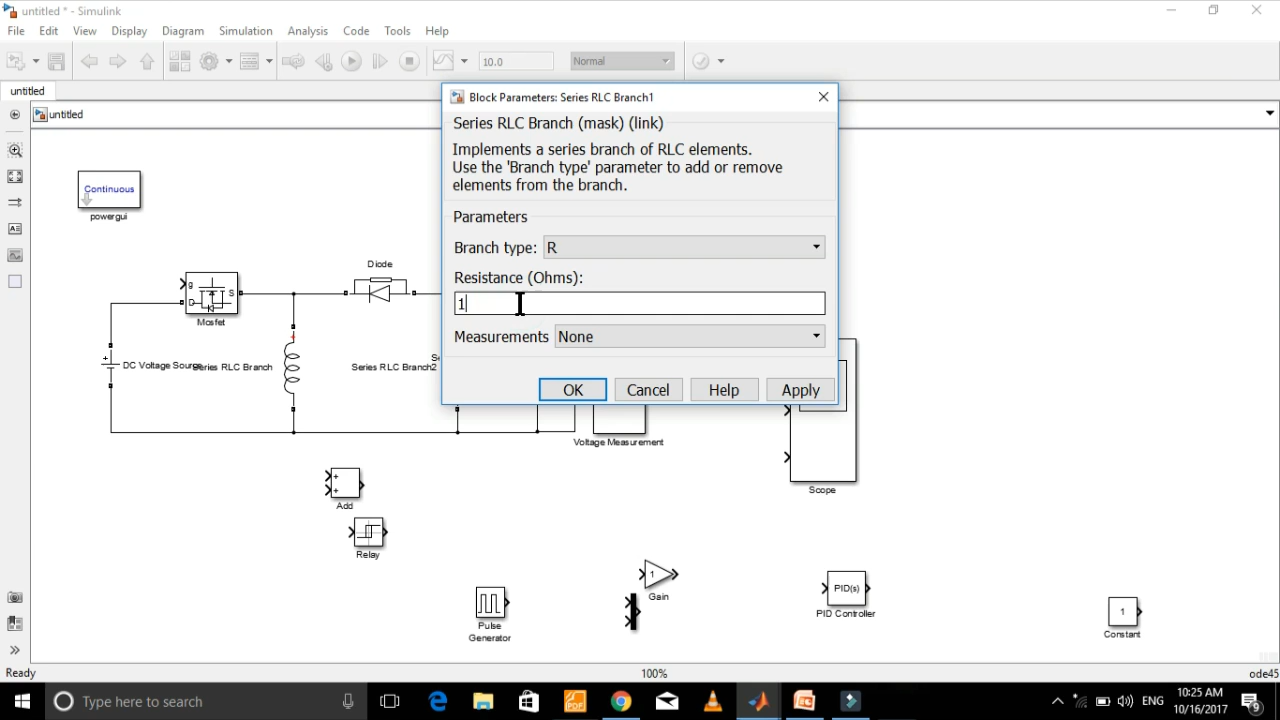 untitled * - Simulink
File Edit View Display Diagram Simulation Analysis Code Tools Help
10.0 Normal
untitled
untitled
Block Parameters: Series RLC Branch1
Series RLC Branch (mask) (link)
Implements a series branch of RLC elements.
Use the 'Branch type' parameter to add or remove
elements from the branch.
Parameters
Branch type: R
Resistance (Ohms):
1
Measurements None
OK Cancel Help Apply
Continuous
powergui
Diode
g
D
S
Mosfet
+
DC Voltage Source
Series RLC Branch
Series RLC Branch2
Voltage Measurement
Scope
+
+
Add
Relay
Pulse
Generator
1
Gain
PID(s)
PID Controller
1
Constant
Ready 100% ode45
Type here to search
PDF
ENG
10:25 AM
10/16/2017
9